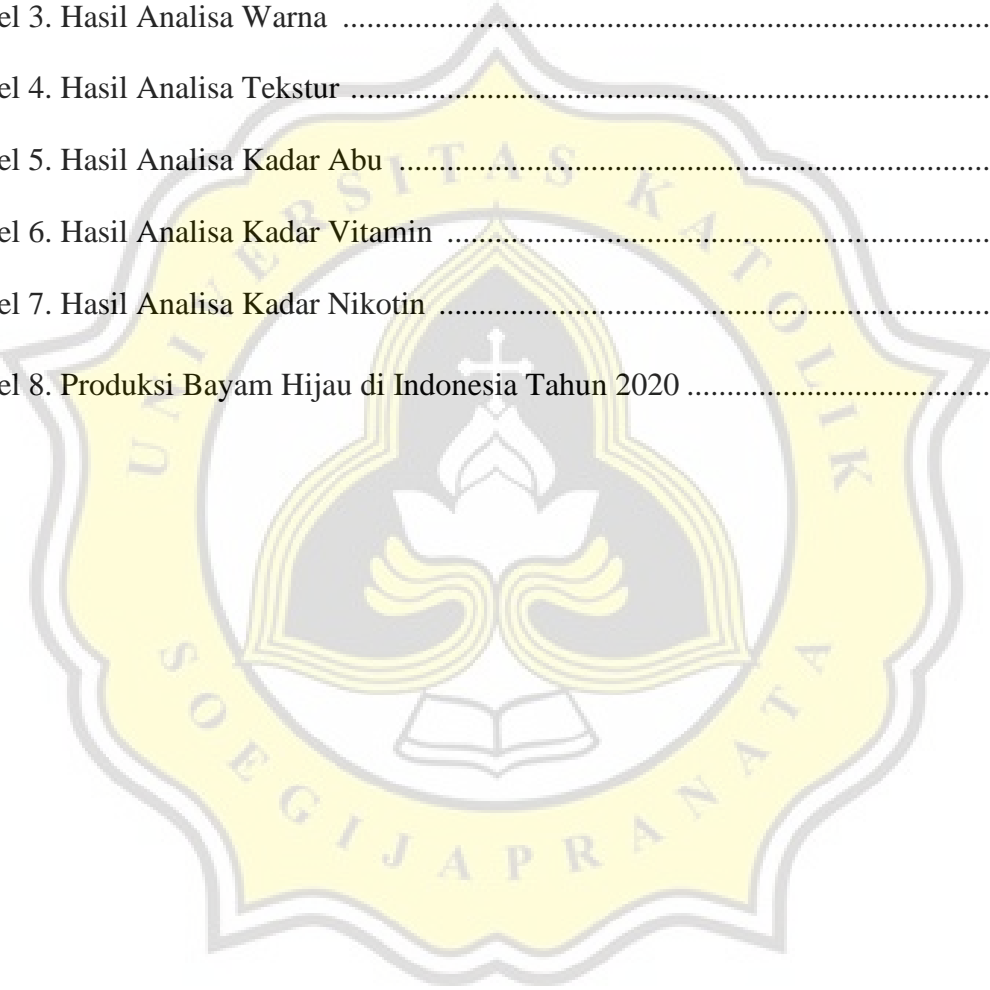 el 3. Hasil Analisa Warna ................................................................................
el 4. Hasil Analisa Tekstur ...............................................................................
el 5. Hasil Analisa Kadar Abu .........................................................................
el 6. Hasil Analisa Kadar Vitamin ...................................................................
el 7. Hasil Analisa Kadar Nikotin ....................................................................
el 8. Produksi Bayam Hijau di Indonesia Tahun 2020 .....................................
UNIVERSITAS KATOLIK
SOEGIJAPRANATA